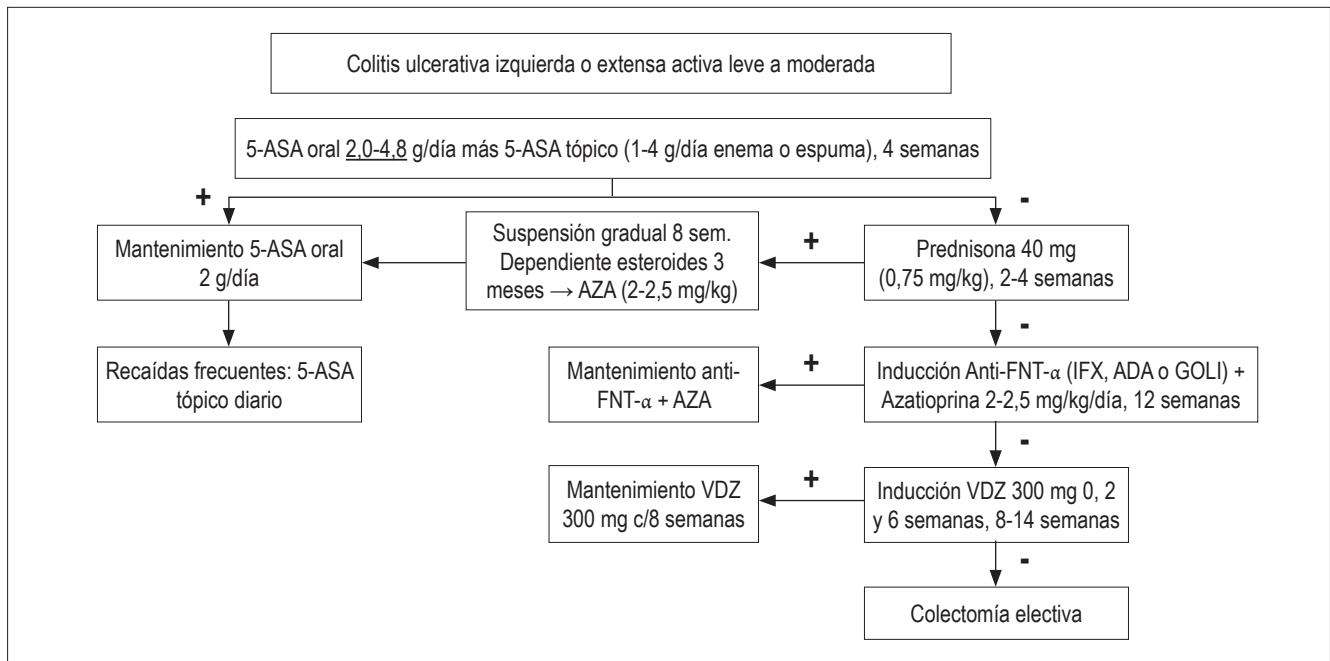 Colitis ulcerativa izquierda o extensa activa leve a moderada
5-ASA oral 2,0-4,8 g/día más 5-ASA tópico (1-4 g/día enema o espuma), 4 semanas
+
-
Mantenimiento 5-ASA oral
2 g/día
Suspensión gradual 8 sem.
Dependiente esteroides 3
meses → AZA (2-2,5 mg/kg)
+
Prednisona 40 mg
(0,75 mg/kg), 2-4 semanas
-
Recaídas frecuentes: 5-ASA
tópico diario
Mantenimiento anti-
FNT-α + AZA
+
Inducción Anti-FNT-α (IFX, ADA o GOLI) +
Azatioprina 2-2,5 mg/kg/día, 12 semanas
-
Mantenimiento VDZ
300 mg c/8 semanas
+
Inducción VDZ 300 mg 0, 2
y 6 semanas, 8-14 semanas
-
Colectomía electiva